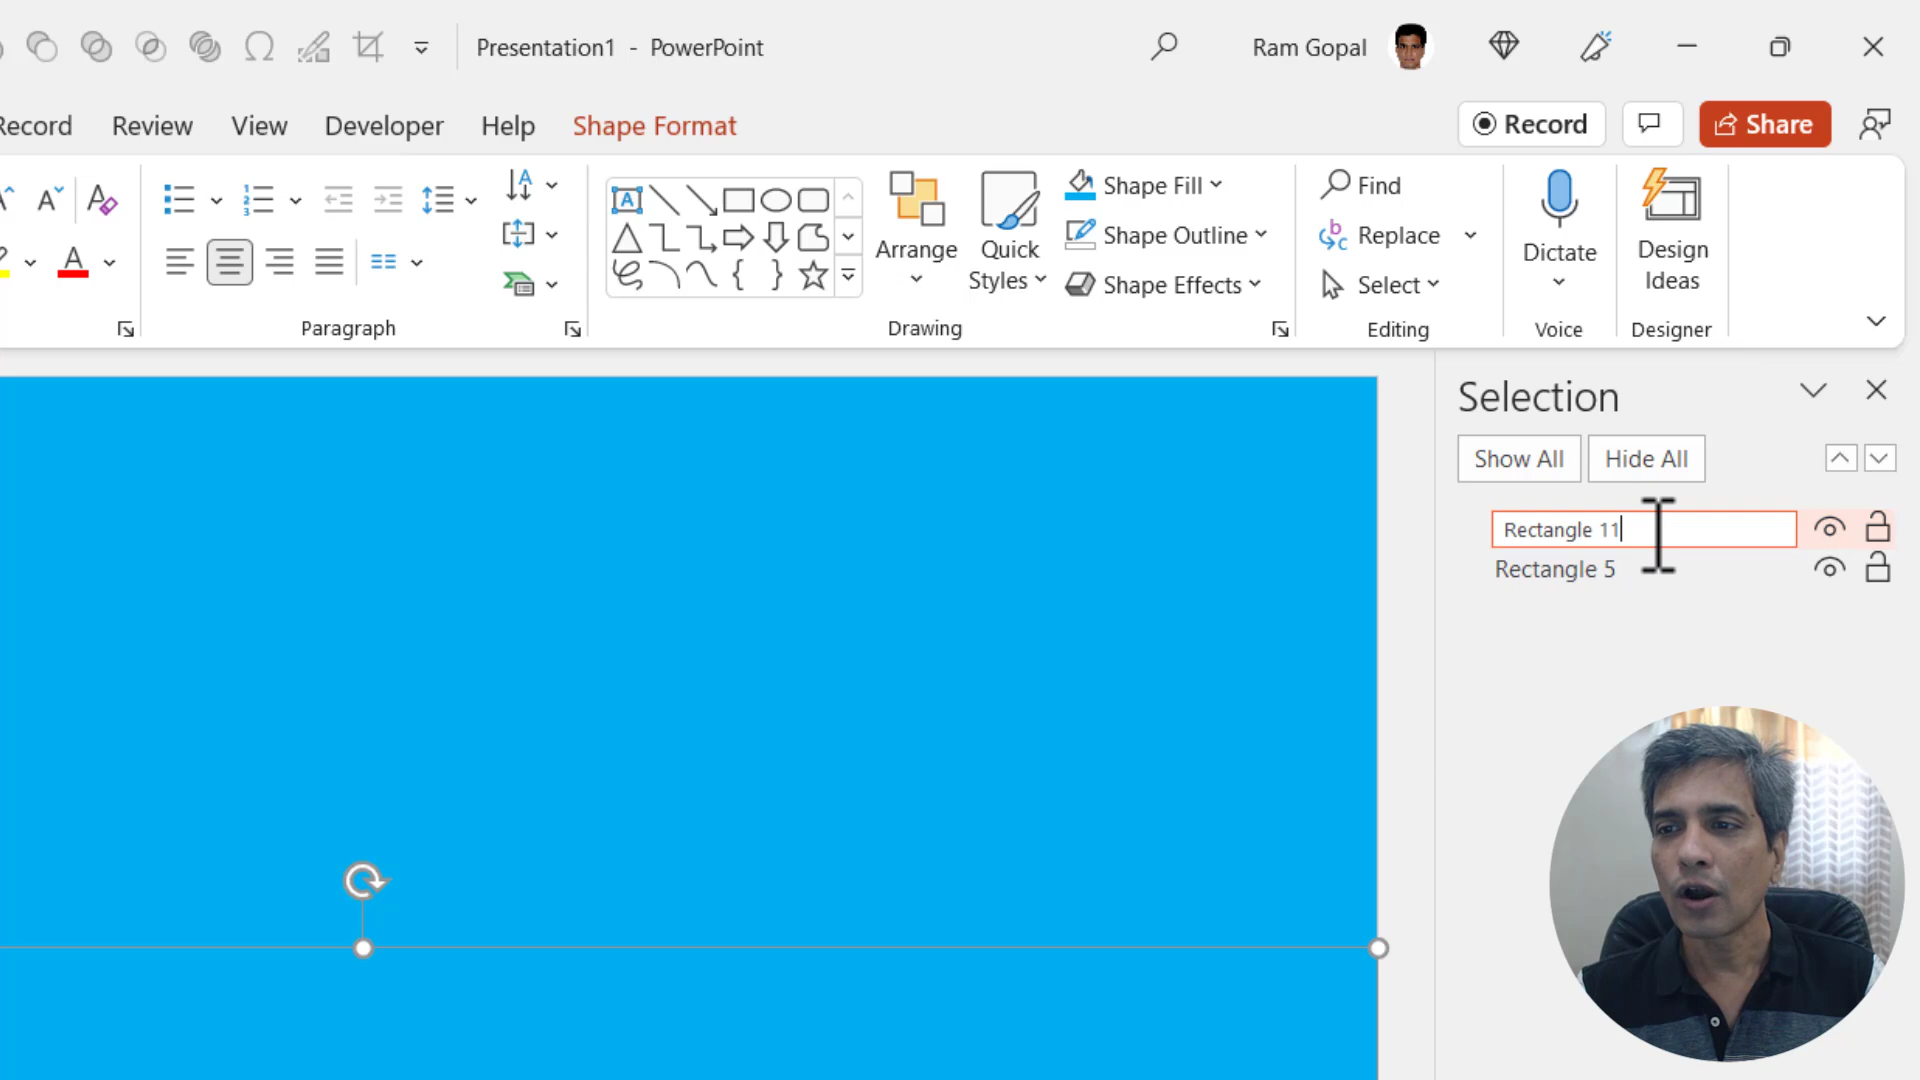 Presentation1 - PowerPoint
Ram Gopal
Record Review View Developer Help Shape Format
Record
Share
Arrange
Quick Styles
Shape Fill
Shape Outline
Shape Effects
Find
Replace
Select
Dictate
Design Ideas
Paragraph
Drawing
Editing
Voice
Designer
Selection
Show All Hide All
Rectangle 11
Rectangle 5